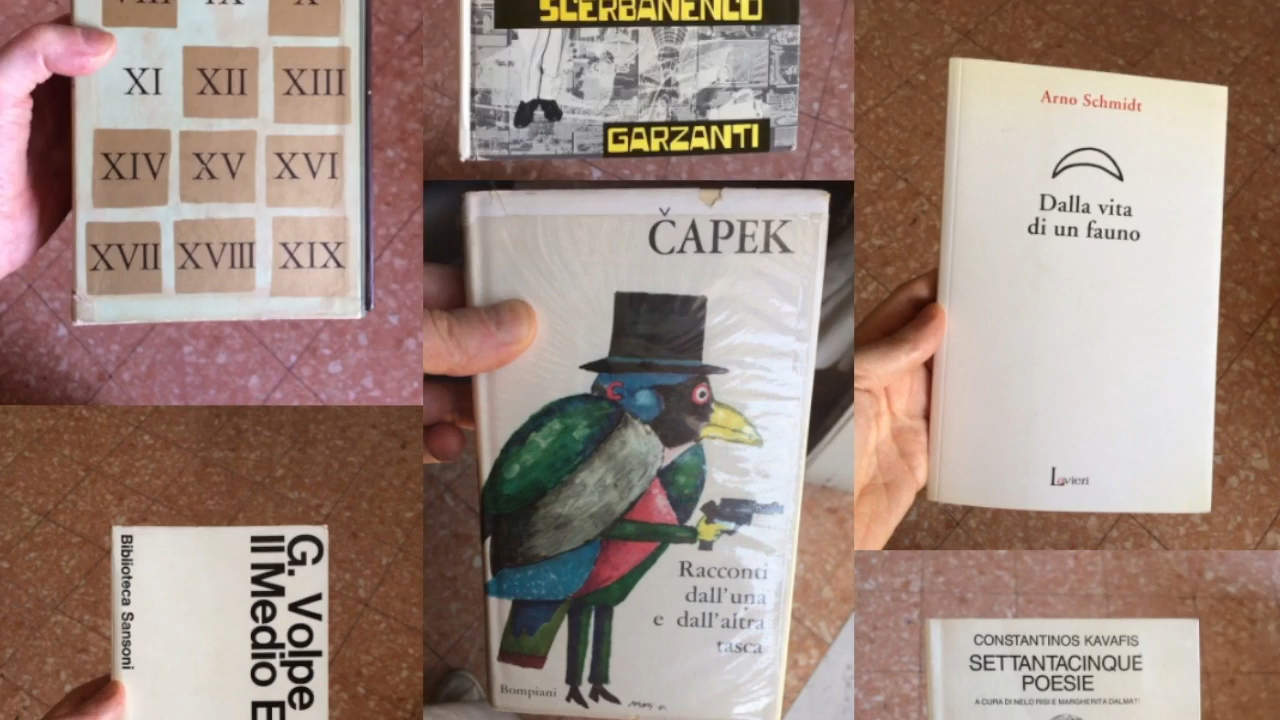 VIII IX X
XI XII XIII
XIV XV XVI
XVII XVIII XIX
SCERBANENCO
GARZANTI
ČAPEK
Racconti
dall'una
e dall'altra
tasca
Bompiani
Arno Schmidt
Dalla vita
di un fauno
Lavieri
G. Volpe
Il Medio E
Biblioteca Sansoni
CONSTANTINOS KAVAFIS
SETTANTACINQUE
POESIE
A CURA DI NELO RISI E MARGHERITA DALMATI